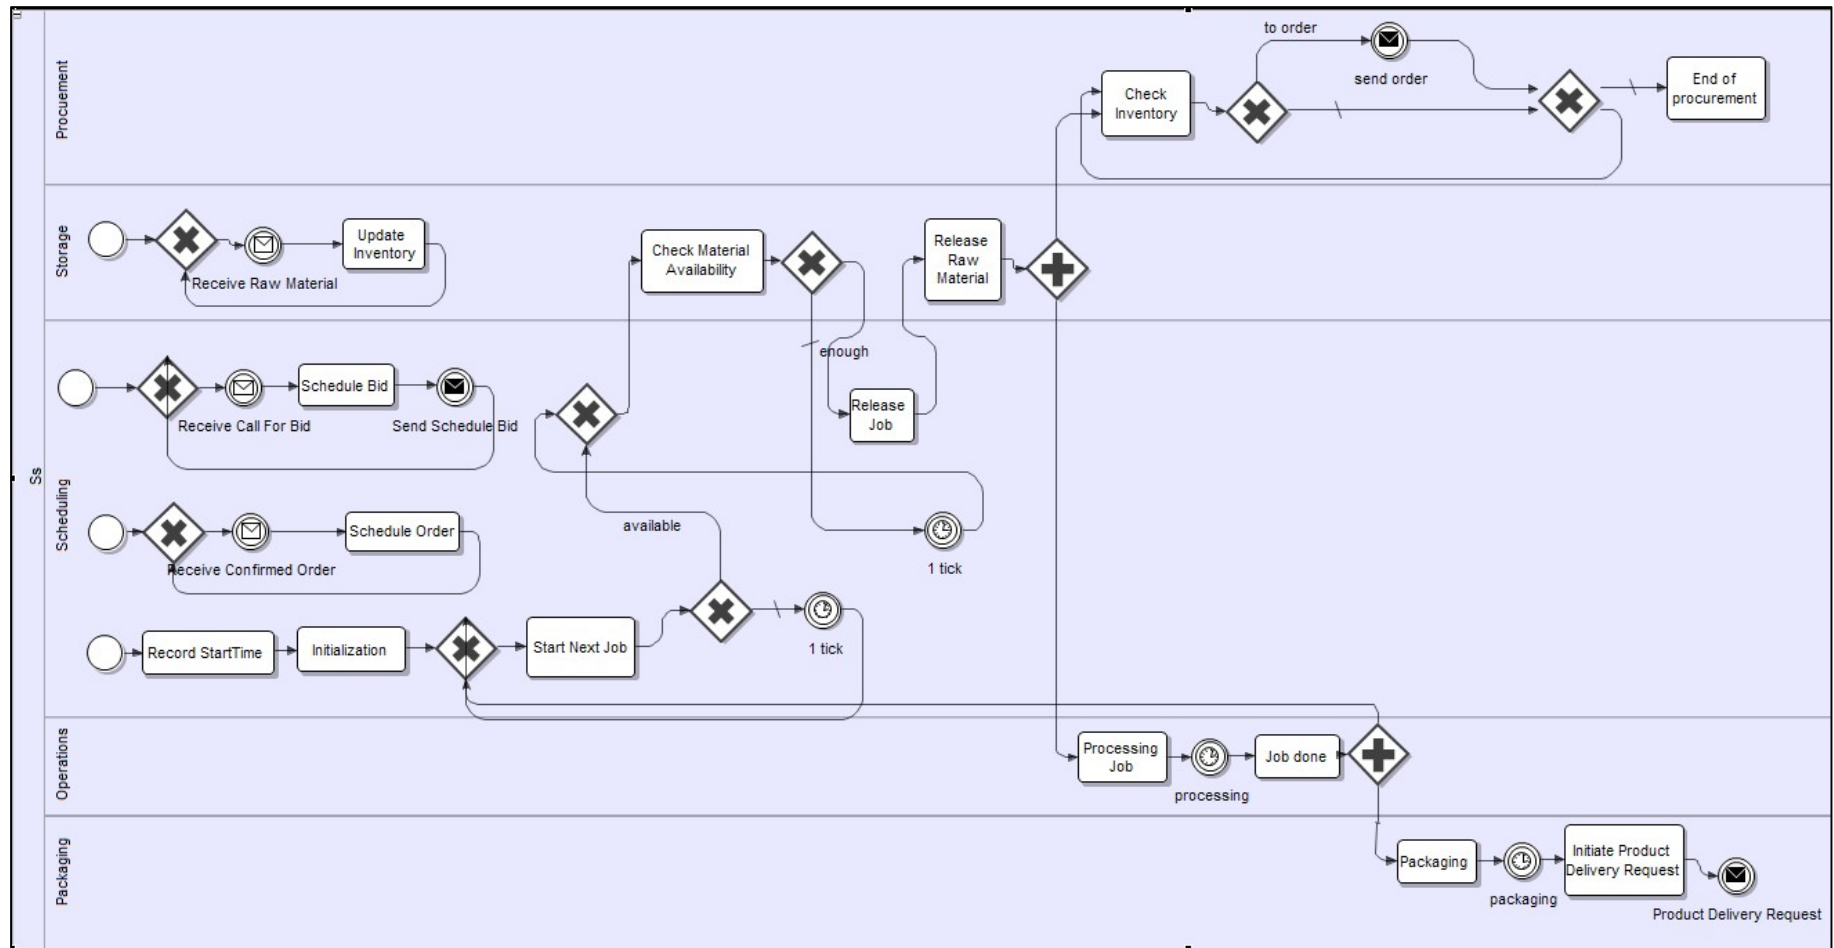 Ss
Procuement
to order
send order
Check
Inventory
End of
procurement
Storage
Receive Raw Material
Update
Inventory
Check Material
Availability
Release
Raw
Material
enough
Scheduling
Receive Call For Bid
Schedule Bid
Send Schedule Bid
Release
Job
Receive Confirmed Order
Schedule Order
available
1 tick
Record StartTime
Initialization
Start Next Job
1 tick
Operations
Processing
Job
processing
Job done
Packaging
Packaging
packaging
Initiate Product
Delivery Request
Product Delivery Request